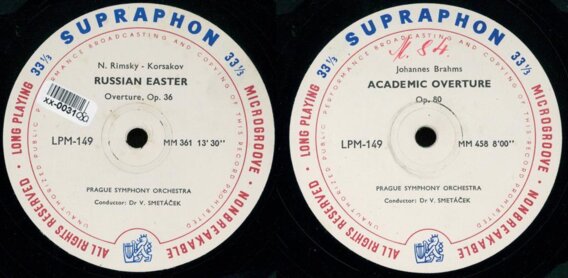 SUPRAPHON
33⅓ LONG PLAYING
33⅓ MICROGROOVE
ALL RIGHTS RESERVED · NONBREAKABLE
UNAUTHORIZED PUBLIC PERFORMANCE BROADCASTING AND COPYING OF THIS RECORD PROHIBITED
N. Rimsky - Korsakov
RUSSIAN EASTER
Overture, Op. 36
LPM-149
MM 361 13'30''
PRAGUE SYMPHONY ORCHESTRA
Conductor: Dr V. SMETÁČEK
SUPRAPHON
33⅓ LONG PLAYING
33⅓ MICROGROOVE
ALL RIGHTS RESERVED · NONBREAKABLE
UNAUTHORIZED PUBLIC PERFORMANCE BROADCASTING AND COPYING OF THIS RECORD PROHIBITED
Johannes Brahms
ACADEMIC OVERTURE
Op. 80
LPM-149
MM 458 8'00''
PRAGUE SYMPHONY ORCHESTRA
Conductor: Dr V. SMETÁČEK